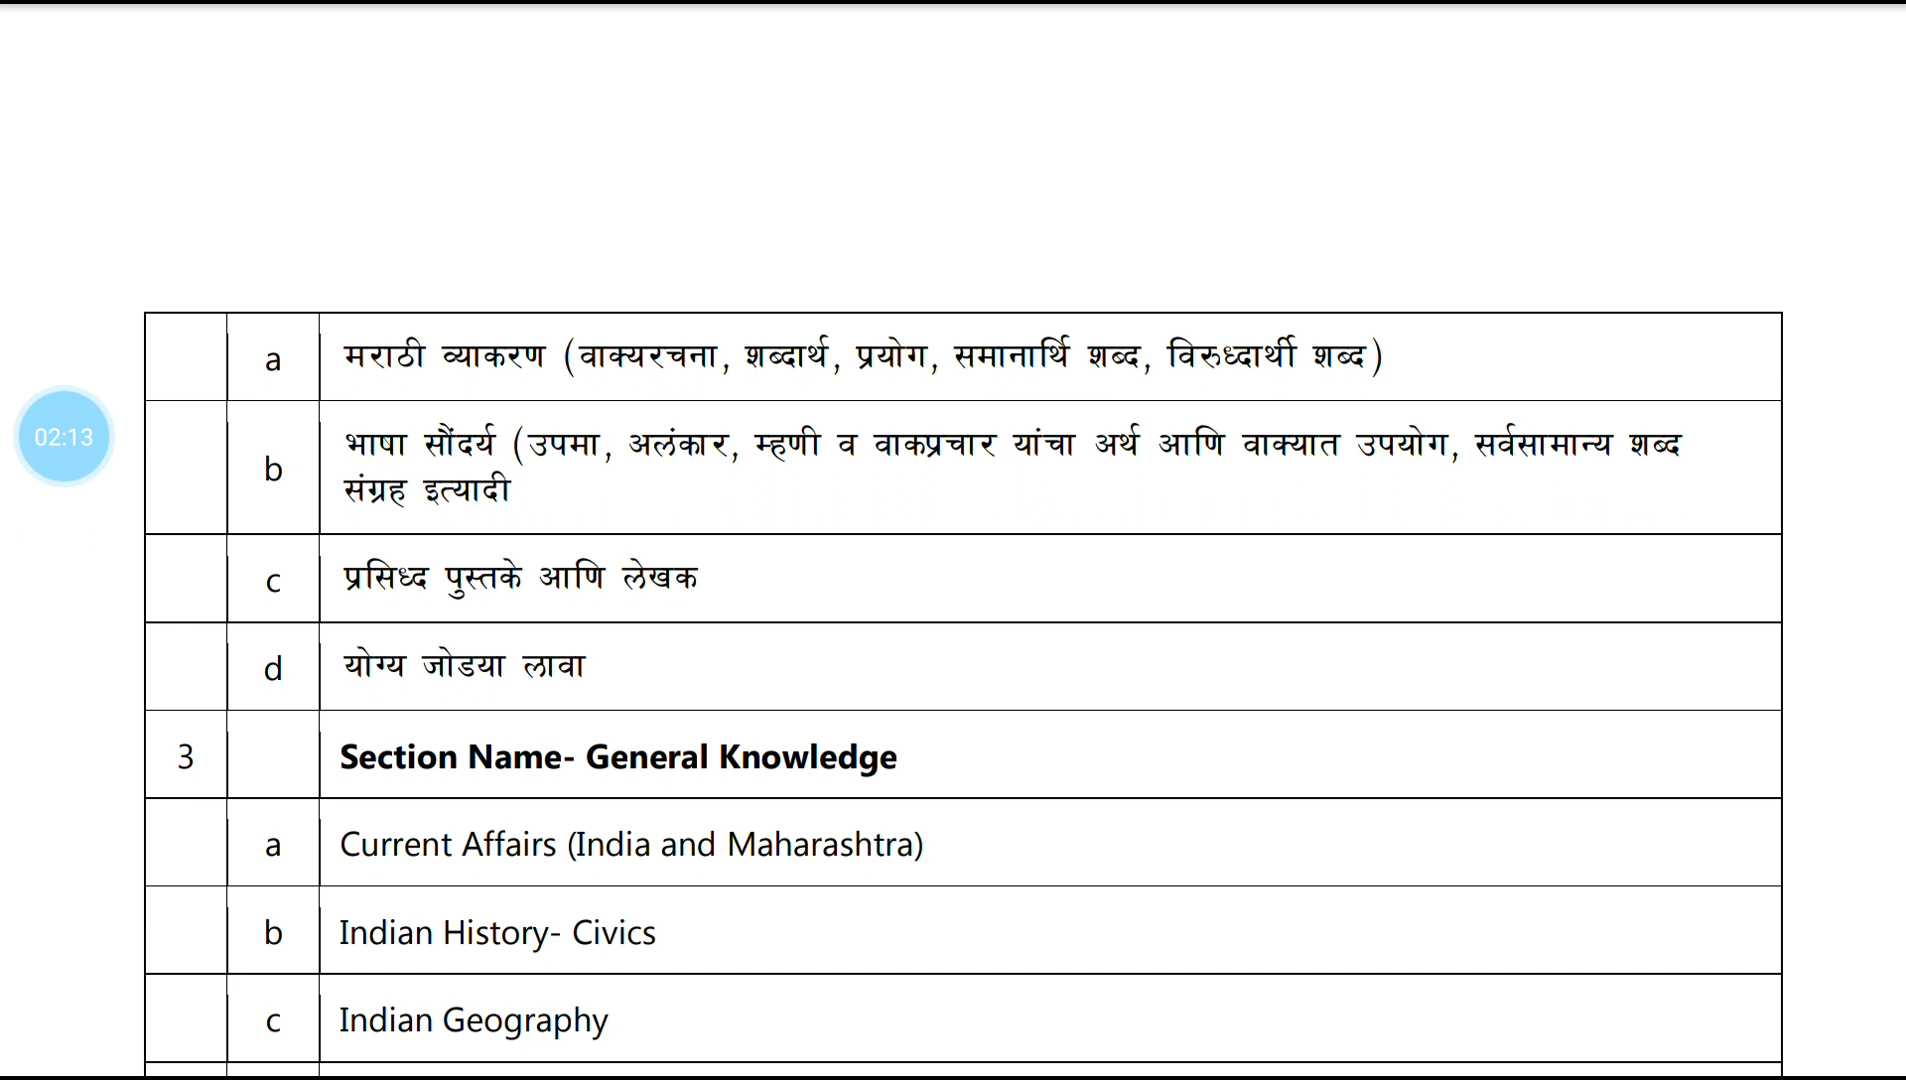 a मराठी व्याकरण (वाक्यरचना, शब्दार्थ, प्रयोग, समानार्थि शब्द, विरुध्दार्थी शब्द)
02:13
b भाषा सौंदर्य (उपमा, अलंकार, म्हणी व वाकप्रचार यांचा अर्थ आणि वाक्यात उपयोग, सर्वसामान्य शब्द
संग्रह इत्यादी
c प्रसिध्द पुस्तके आणि लेखक
d योग्य जोडया लावा
3 Section Name- General Knowledge
a Current Affairs (India and Maharashtra)
b Indian History- Civics
c Indian Geography